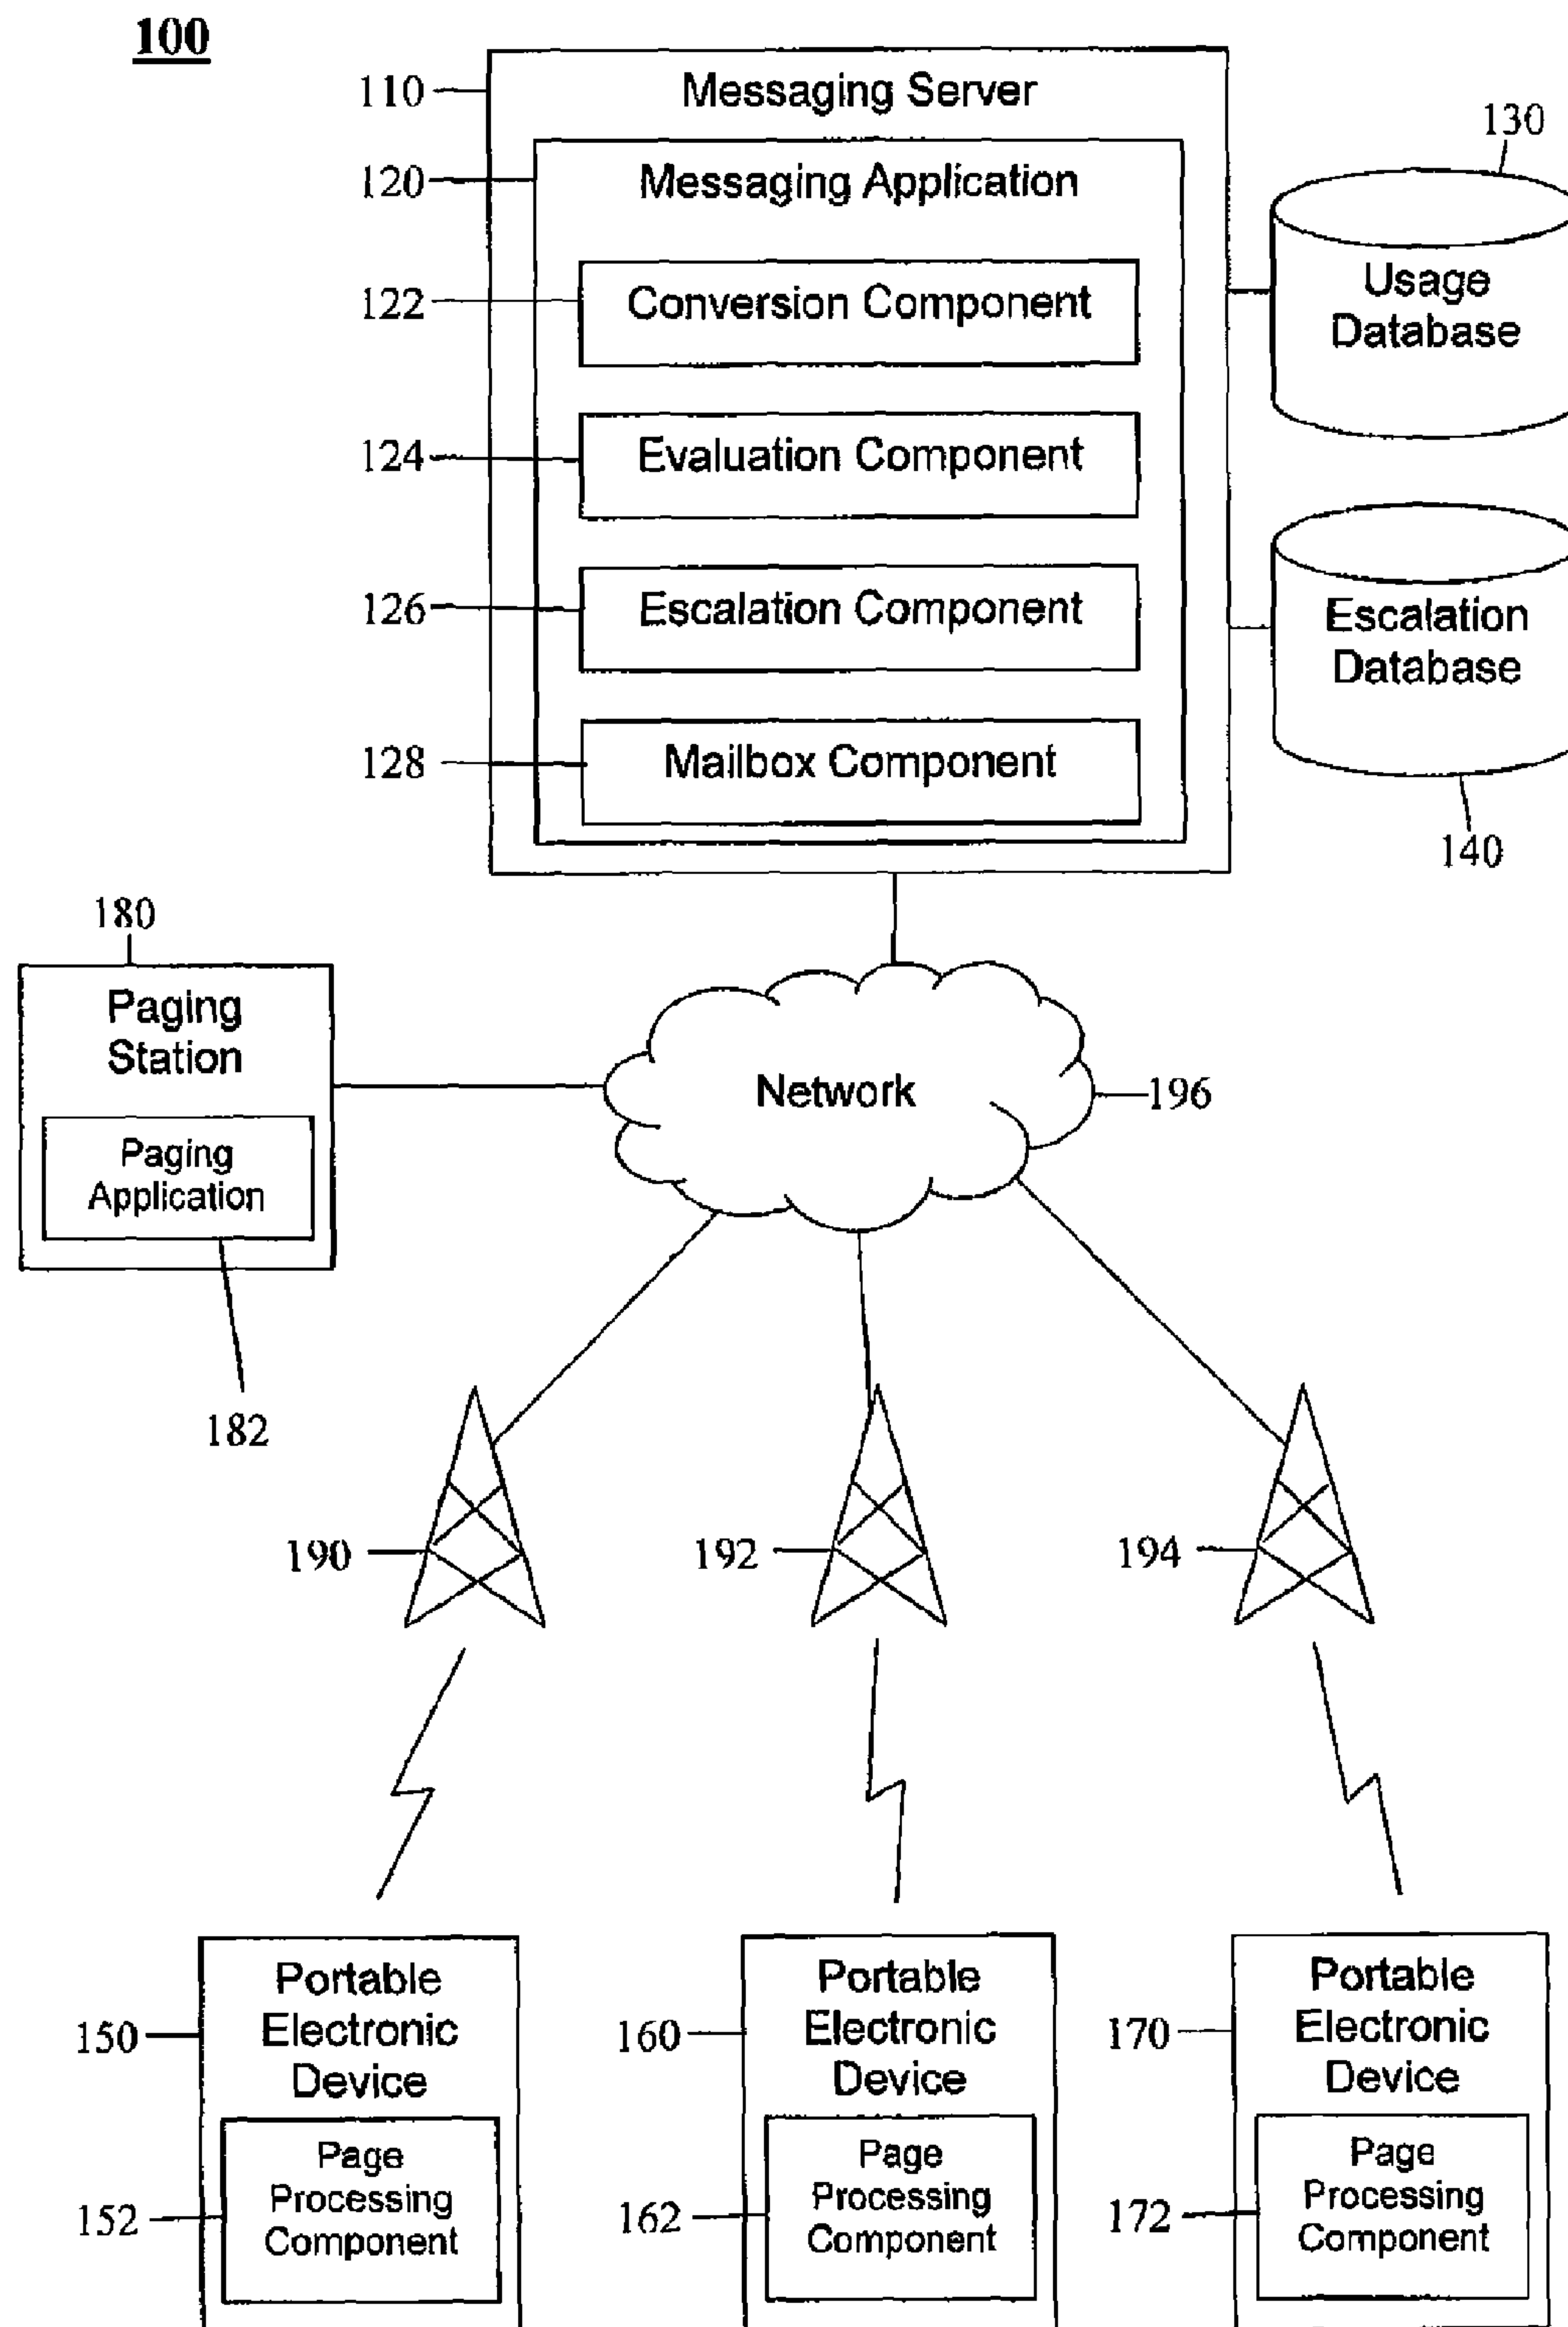 100
110
Messaging Server
130
120
Messaging Application
122
Conversion Component
Usage
Database
124
Evaluation Component
126
Escalation Component
Escalation
Database
128
Mailbox Component
140
180
Paging
Station
Network
196
Paging
Application
182
190
192
194
Portable
Electronic
Device
150
Page
Processing
Component
152
Portable
Electronic
Device
160
Page
Processing
Component
162
Portable
Electronic
Device
170
Page
Processing
Component
172